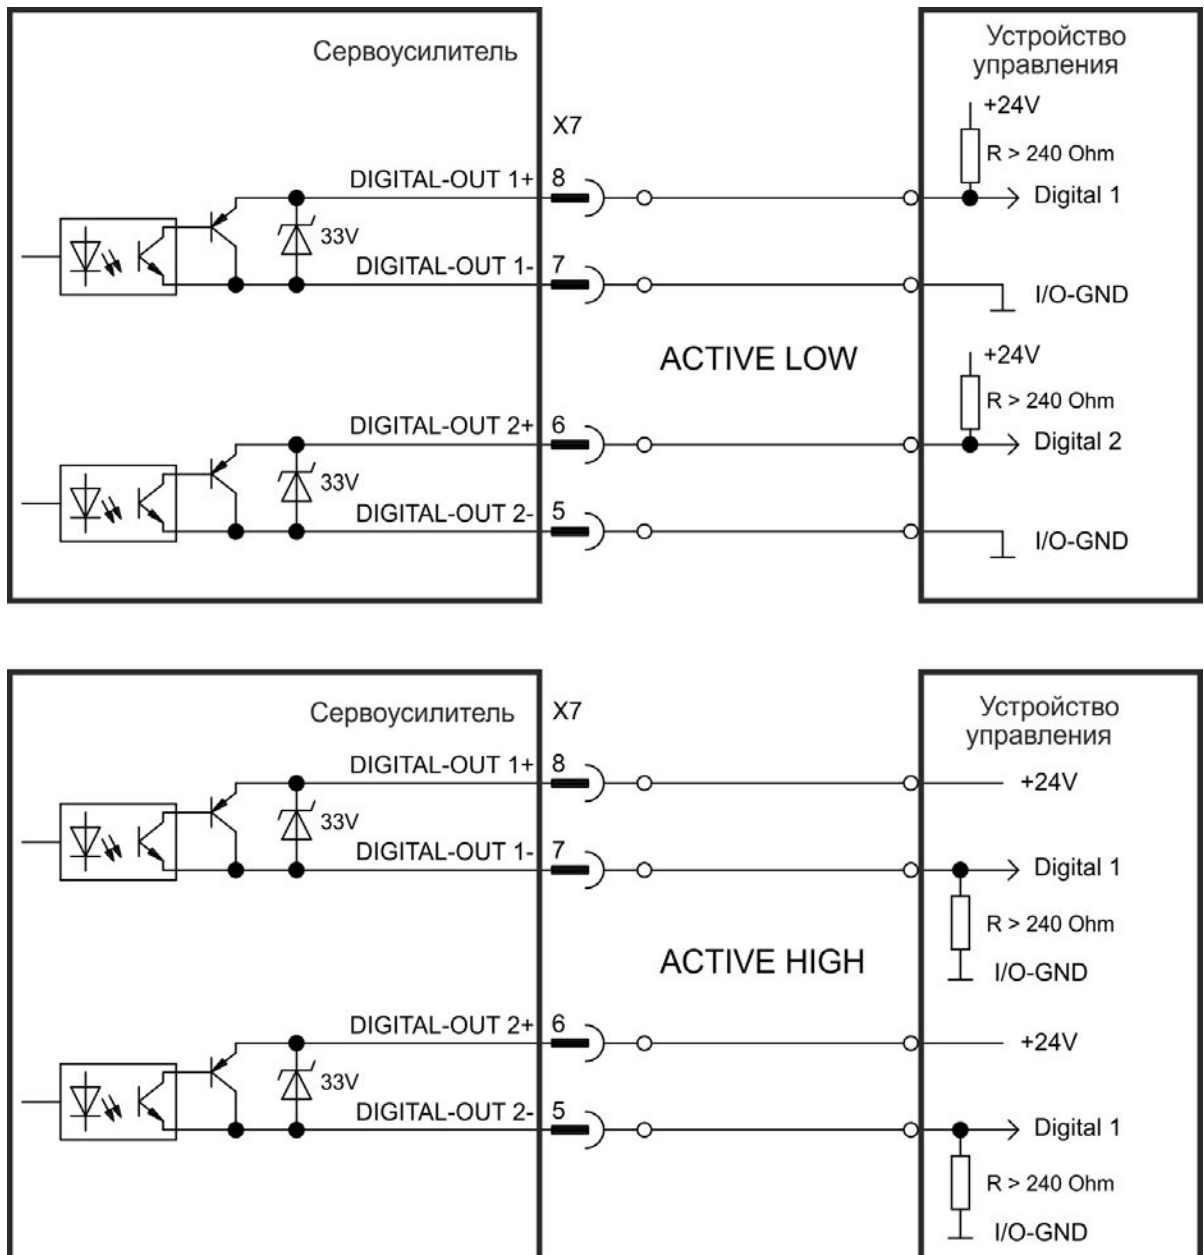 Сервоусилитель
Устройство
управления
+24V
X7
R > 240 Ohm
DIGITAL-OUT 1+ 8
Digital 1
33V
DIGITAL-OUT 1- 7
I/O-GND
ACTIVE LOW
+24V
R > 240 Ohm
DIGITAL-OUT 2+ 6
Digital 2
33V
DIGITAL-OUT 2- 5
I/O-GND
Сервоусилитель
X7
Устройство
управления
DIGITAL-OUT 1+ 8
+24V
33V
DIGITAL-OUT 1- 7
Digital 1
R > 240 Ohm
ACTIVE HIGH
I/O-GND
DIGITAL-OUT 2+ 6
+24V
33V
DIGITAL-OUT 2- 5
Digital 1
R > 240 Ohm
I/O-GND